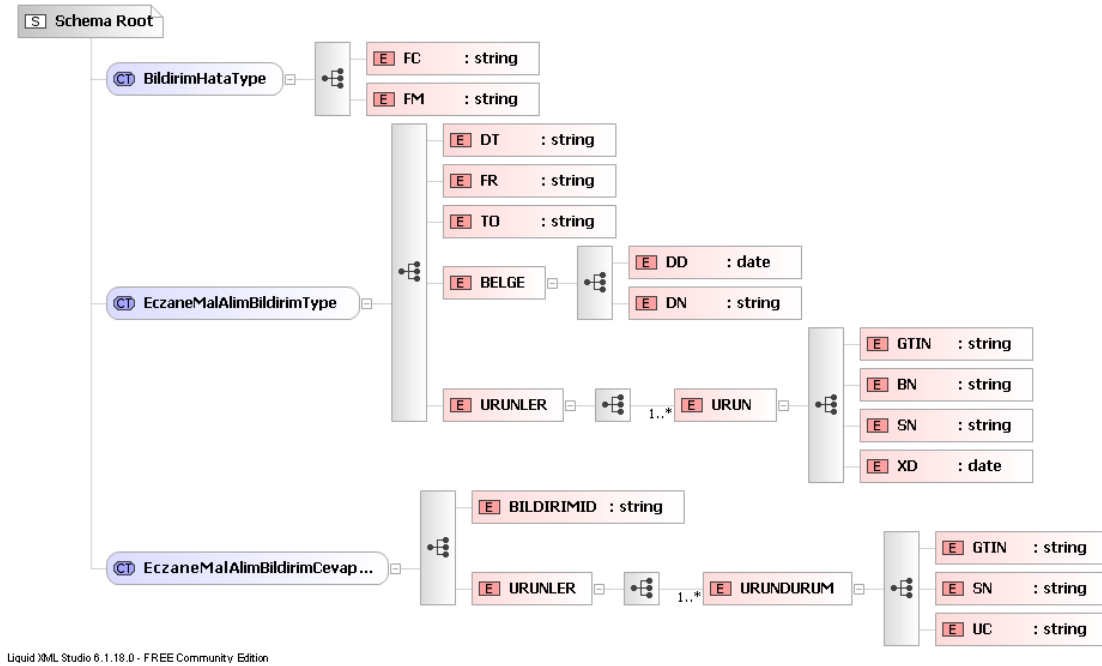 S Schema Root
CT BildirimHataType
E FC : string
E FM : string
CT EczaneMalAlimBildirimType
E DT : string
E FR : string
E TO : string
E BELGE
E DD : date
E DN : string
E URUNLER
1..* E URUN
E GTIN : string
E BN : string
E SN : string
E XD : date
CT EczaneMalAlimBildirimCevap...
E BILDIRIMID : string
E URUNLER
1..* E URUNDURUM
E GTIN : string
E SN : string
E UC : string
Liquid XML Studio 6.1.18.0 - FREE Community Edition